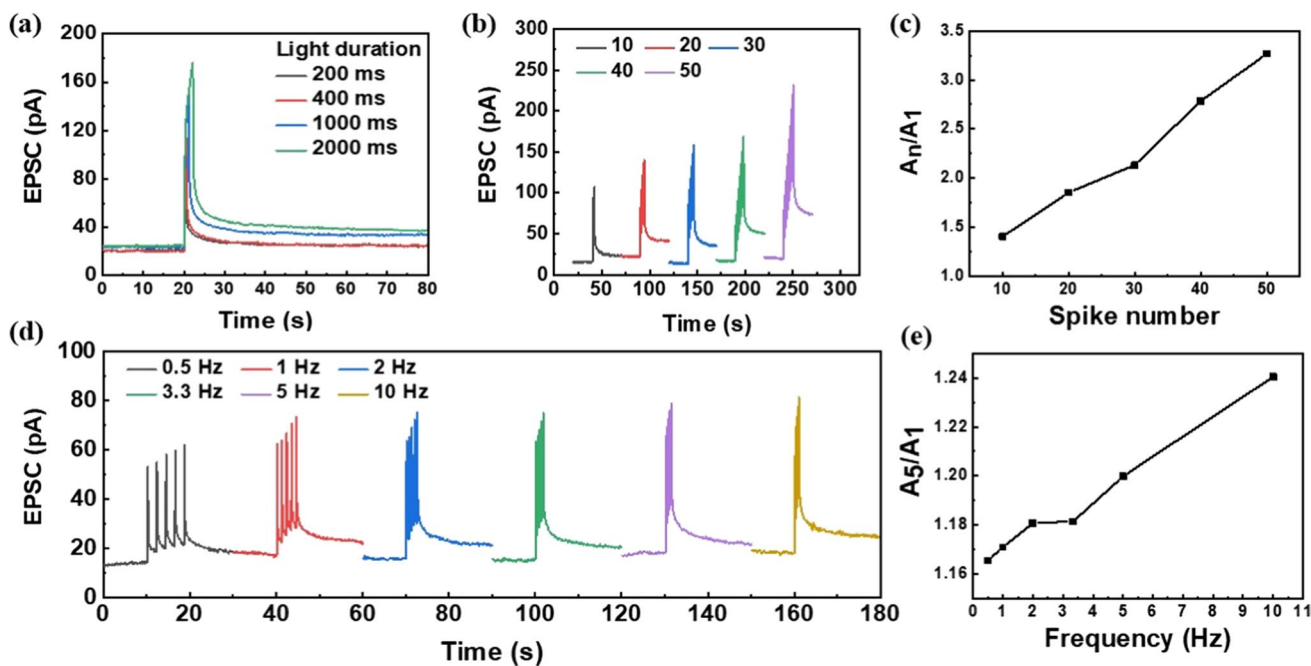 (a)
200
160
120
80
40
0
EPSC (pA)
Light duration
200 ms
400 ms
1000 ms
2000 ms
0 10 20 30 40 50 60 70 80
Time (s)
(b)
300
250
200
150
100
50
0
EPSC (pA)
10 20 30
40 50
50 100 150 200 250 300
Time (s)
(c)
3.5
3.0
2.5
2.0
1.5
1.0
An/A1
10 20 30 40 50
Spike number
(d)
100
80
60
40
20
0
EPSC (pA)
0.5 Hz 1 Hz 2 Hz
3.3 Hz 5 Hz 10 Hz
0 20 40 60 80 100 120 140 160 180
Time (s)
(e)
1.24
1.22
1.20
1.18
1.16
A5/A1
0 1 2 3 4 5 6 7 8 9 10 11
Frequency (Hz)